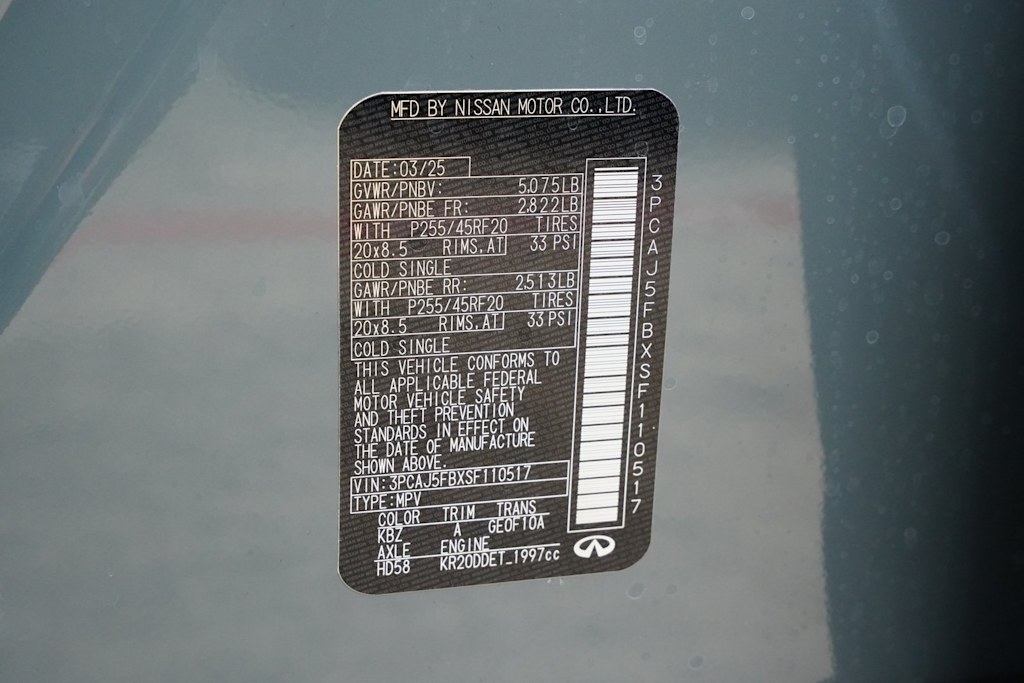 MFD BY NISSAN MOTOR CO.,LTD.
DATE:03/25
GVWR/PNBV: 5,075LB
GAWR/PNBE FR: 2,822LB
WITH P255/45RF20 TIRES
20x8.5 RIMS,AT 33 PSI
COLD SINGLE
GAWR/PNBE RR: 2,513LB
WITH P255/45RF20 TIRES
20x8.5 RIMS,AT 33 PSI
COLD SINGLE
THIS VEHICLE CONFORMS TO
ALL APPLICABLE FEDERAL
MOTOR VEHICLE SAFETY
AND THEFT PREVENTION
STANDARDS IN EFFECT ON
THE DATE OF MANUFACTURE
SHOWN ABOVE.
VIN:3PCAJ5FBXSF110517
TYPE:MPV
COLOR TRIM TRANS
KBZ A GEOF10A
AXLE ENGINE
HD58 KR20DDET_1997cc
3PCAJ5FBXSF110517